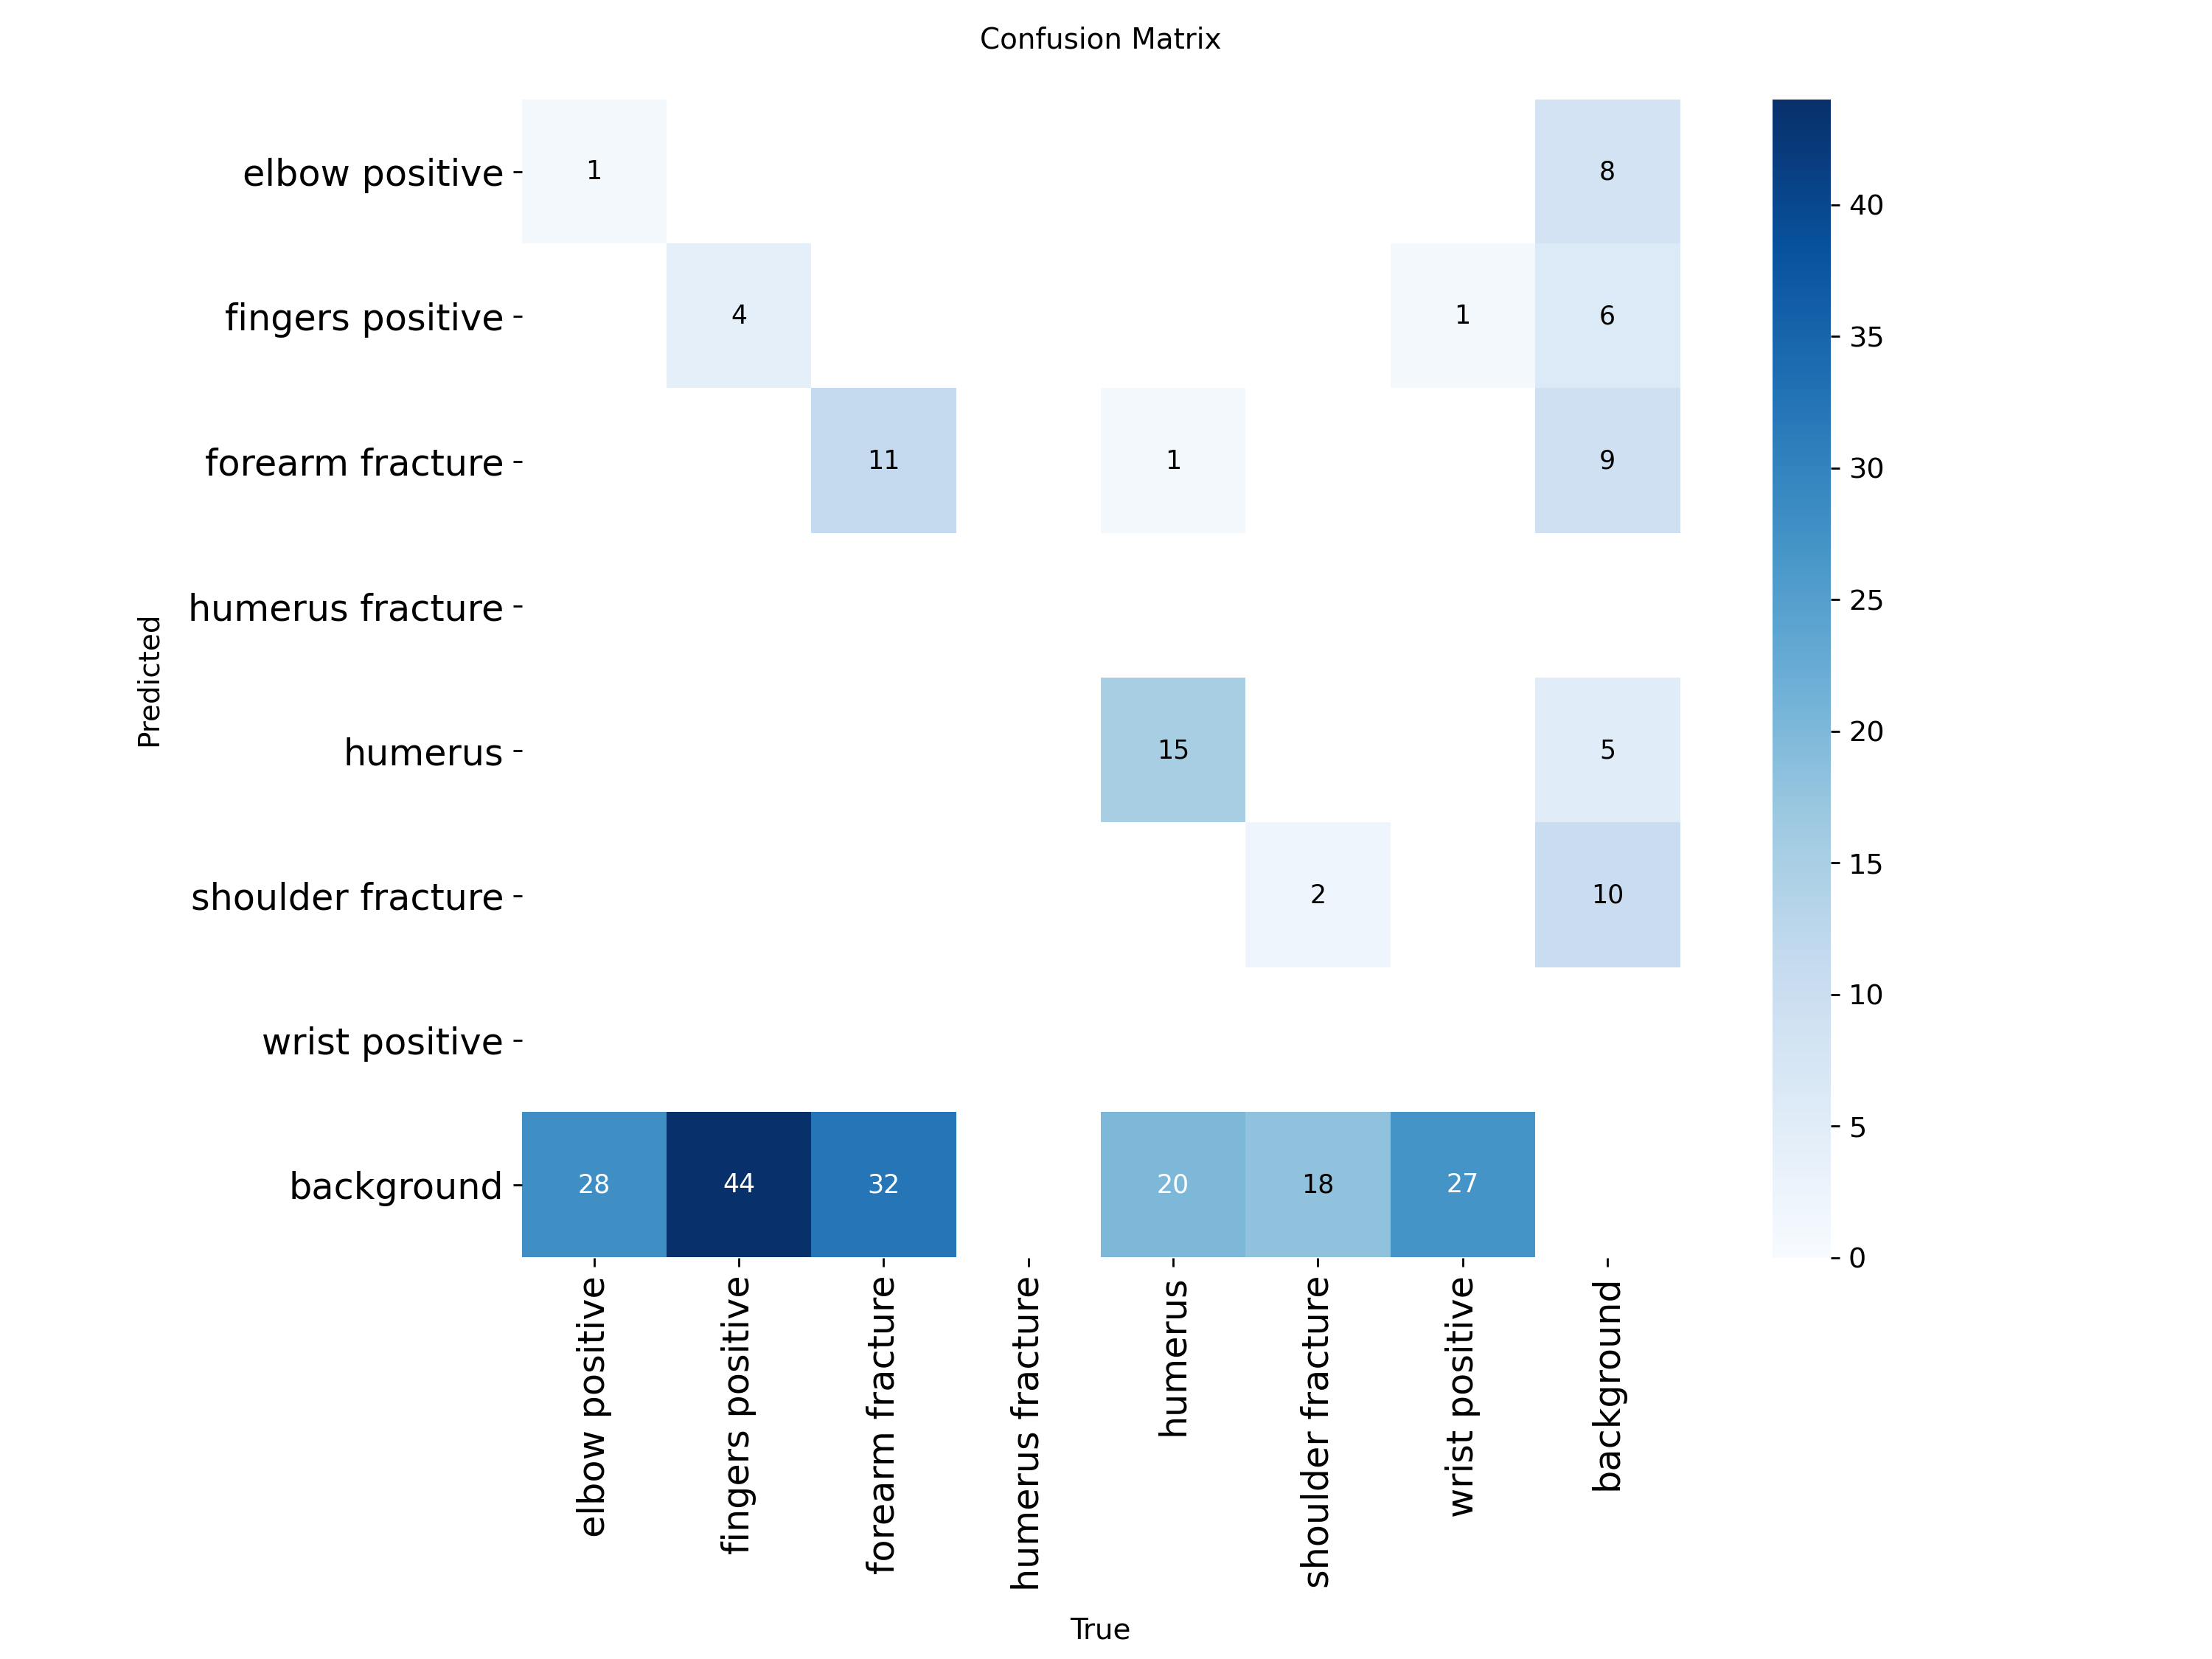 Confusion Matrix
elbow positive
1
8
fingers positive
4
1
6
forearm fracture
11
1
9
humerus fracture
humerus
15
5
shoulder fracture
2
10
wrist positive
background
28
44
32
20
18
27
Predicted
elbow positive
fingers positive
forearm fracture
humerus fracture
humerus
shoulder fracture
wrist positive
background
True
40
35
30
25
20
15
10
5
0